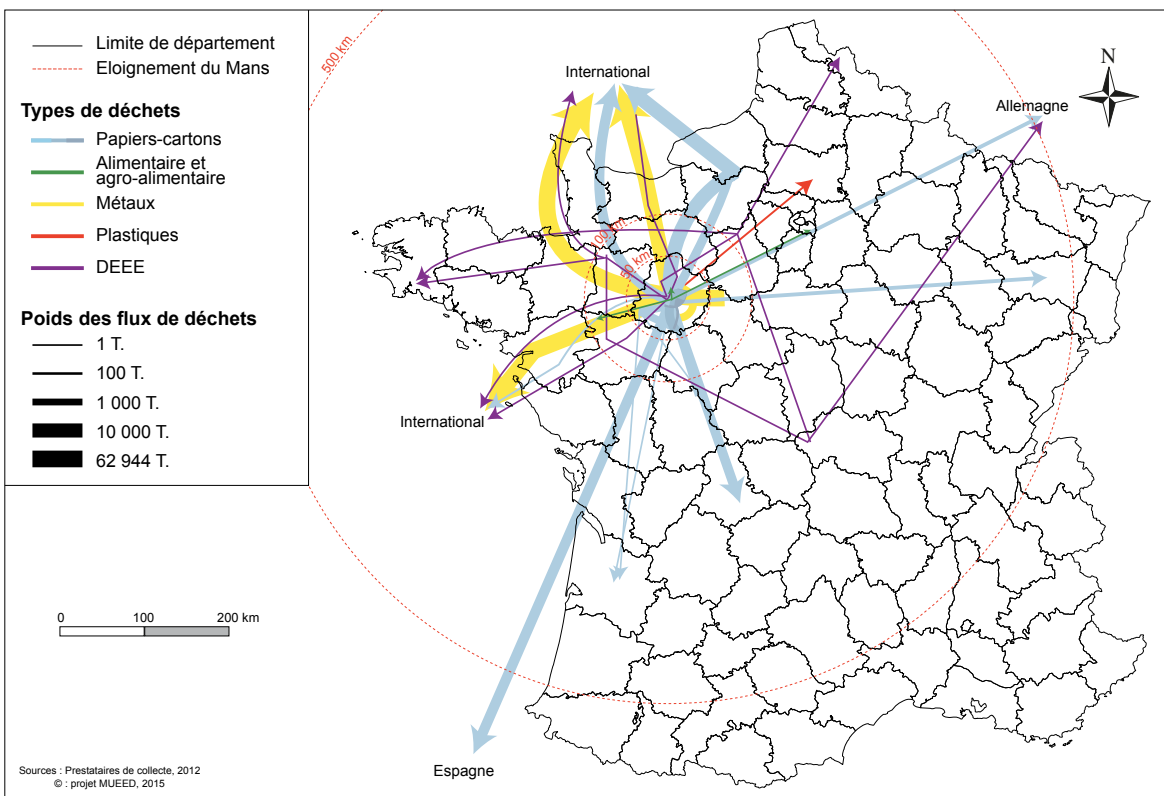 Limite de département
Eloignement du Mans
Types de déchets
Papiers-cartons
Alimentaire et
agro-alimentaire
Métaux
Plastiques
DEEE
Poids des flux de déchets
1 T.
100 T.
1 000 T.
10 000 T.
62 944 T.
0 100 200 km
Sources : Prestataires de collecte, 2012
© : projet MUEED, 2015
500 km
International
N
Allemagne
100 km
50 km
International
Espagne